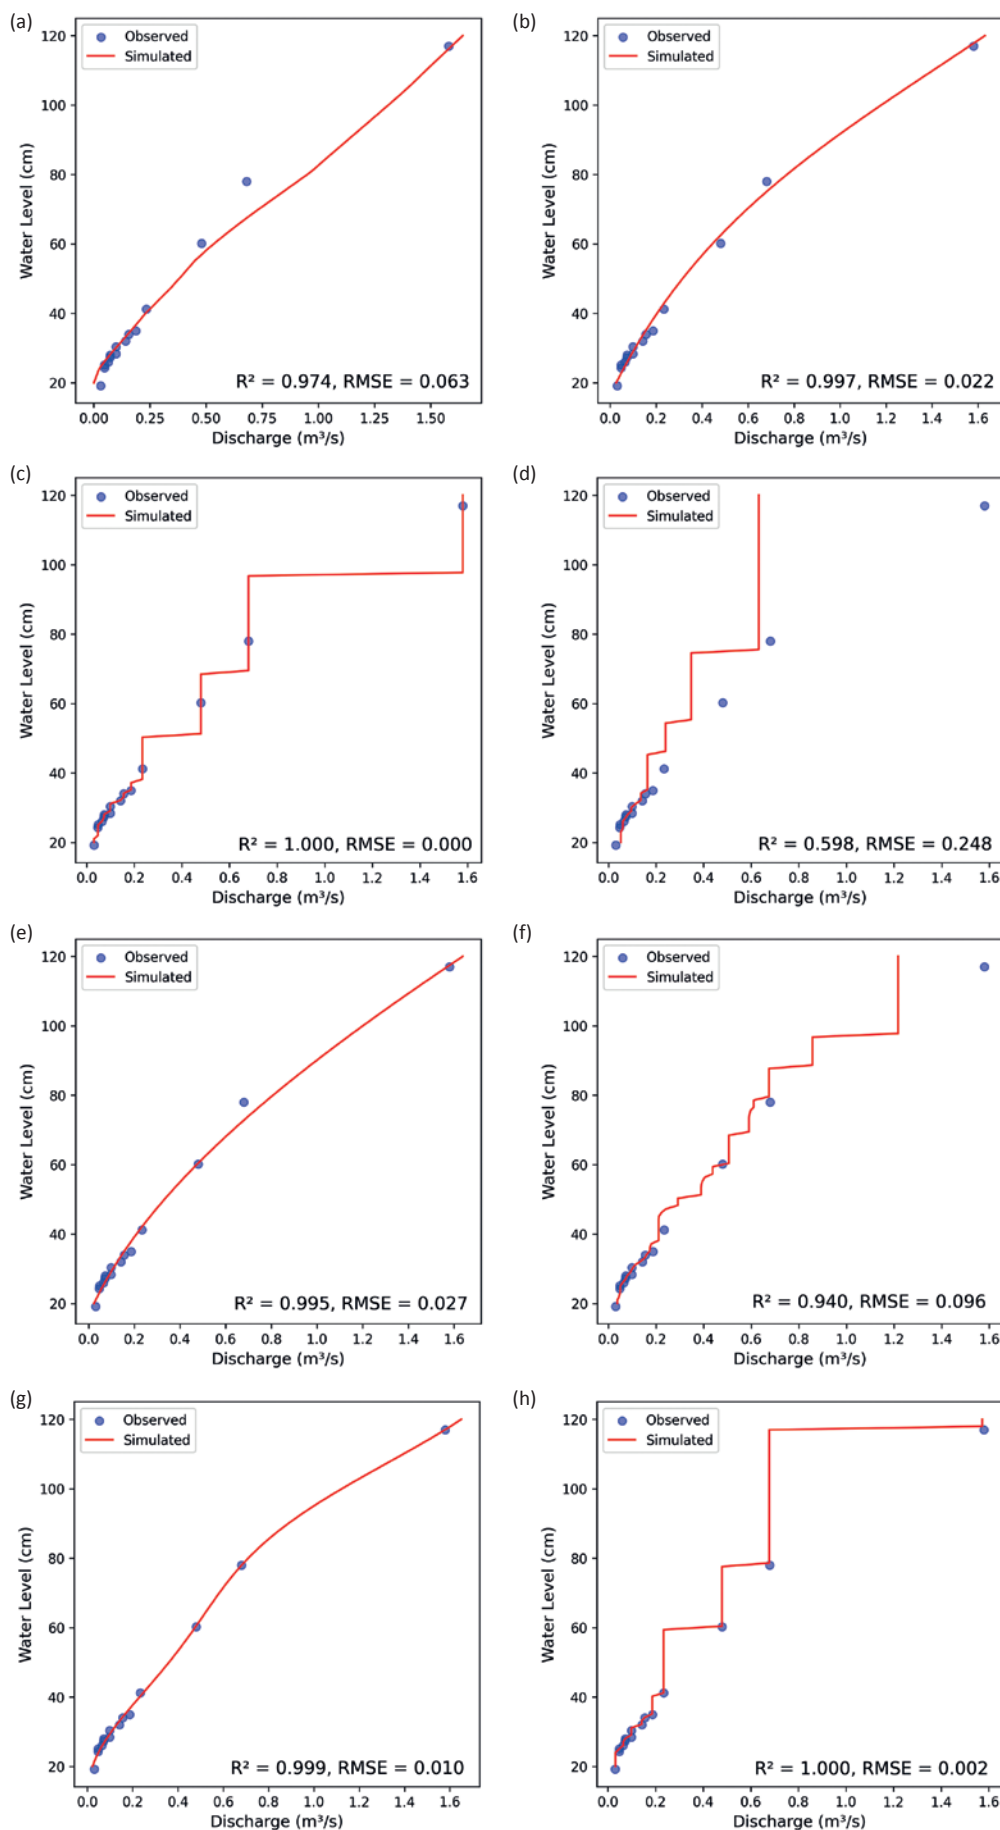 (a)
Observed
Simulated
120
100
80
60
40
20
Water Level (cm)
R² = 0.974, RMSE = 0.063
0.00 0.25 0.50 0.75 1.00 1.25 1.50
Discharge (m³/s)
(b)
Observed
Simulated
120
100
80
60
40
20
Water Level (cm)
R² = 0.997, RMSE = 0.022
0.0 0.2 0.4 0.6 0.8 1.0 1.2 1.4 1.6
Discharge (m³/s)
(c)
Observed
Simulated
120
100
80
60
40
20
Water Level (cm)
R² = 1.000, RMSE = 0.000
0.0 0.2 0.4 0.6 0.8 1.0 1.2 1.4 1.6
Discharge (m³/s)
(d)
Observed
Simulated
120
100
80
60
40
20
Water Level (cm)
R² = 0.598, RMSE = 0.248
0.0 0.2 0.4 0.6 0.8 1.0 1.2 1.4 1.6
Discharge (m³/s)
(e)
Observed
Simulated
120
100
80
60
40
20
Water Level (cm)
R² = 0.995, RMSE = 0.027
0.0 0.2 0.4 0.6 0.8 1.0 1.2 1.4 1.6
Discharge (m³/s)
(f)
Observed
Simulated
120
100
80
60
40
20
Water Level (cm)
R² = 0.940, RMSE = 0.096
0.0 0.2 0.4 0.6 0.8 1.0 1.2 1.4 1.6
Discharge (m³/s)
(g)
Observed
Simulated
120
100
80
60
40
20
Water Level (cm)
R² = 0.999, RMSE = 0.010
0.0 0.2 0.4 0.6 0.8 1.0 1.2 1.4 1.6
Discharge (m³/s)
(h)
Observed
Simulated
120
100
80
60
40
20
Water Level (cm)
R² = 1.000, RMSE = 0.002
0.0 0.2 0.4 0.6 0.8 1.0 1.2 1.4 1.6
Discharge (m³/s)